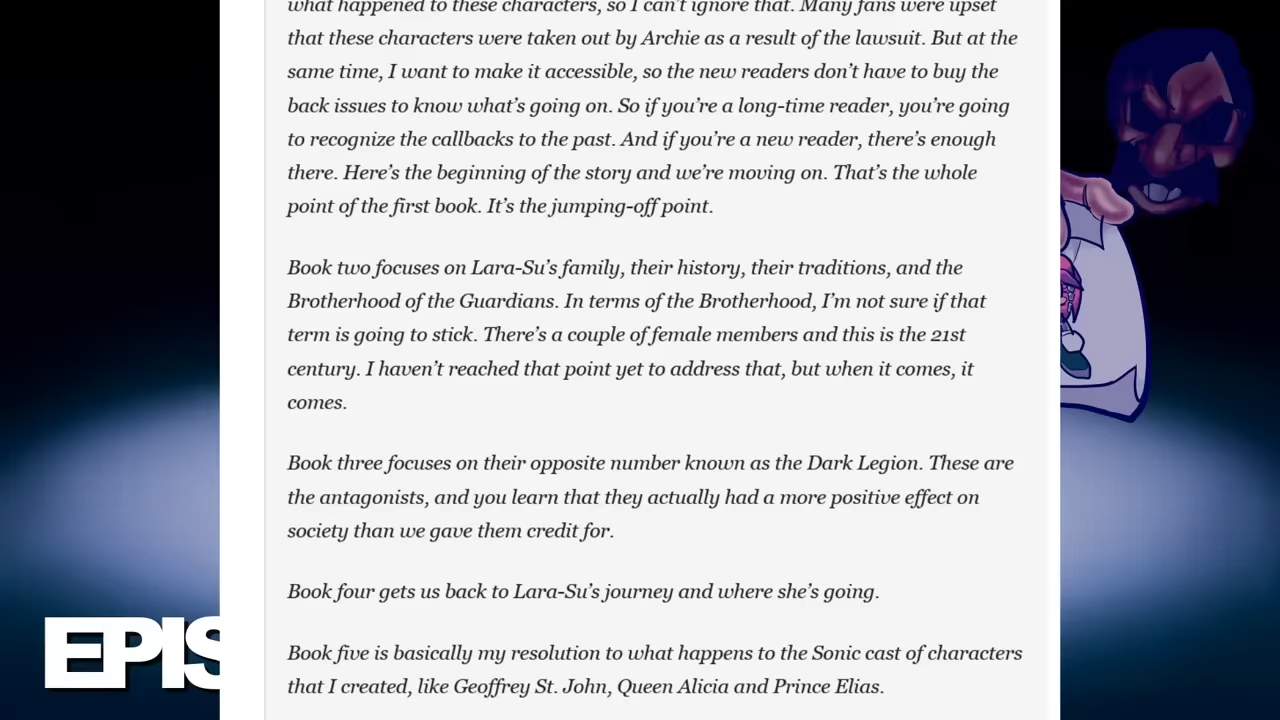 what happened to these characters, so I can't ignore that. Many fans were upset
that these characters were taken out by Archie as a result of the lawsuit. But at the
same time, I want to make it accessible, so the new readers don't have to buy the
back issues to know what's going on. So if you're a long-time reader, you're going
to recognize the callbacks to the past. And if you're a new reader, there's enough
there. Here's the beginning of the story and we're moving on. That's the whole
point of the first book. It's the jumping-off point.
Book two focuses on Lara-Su's family, their history, their traditions, and the
Brotherhood of the Guardians. In terms of the Brotherhood, I'm not sure if that
term is going to stick. There's a couple of female members and this is the 21st
century. I haven't reached that point yet to address that, but when it comes, it
comes.
Book three focuses on their opposite number known as the Dark Legion. These are
the antagonists, and you learn that they actually had a more positive effect on
society than we gave them credit for.
Book four gets us back to Lara-Su's journey and where she's going.
Book five is basically my resolution to what happens to the Sonic cast of characters
that I created, like Geoffrey St. John, Queen Alicia and Prince Elias.
EPIS